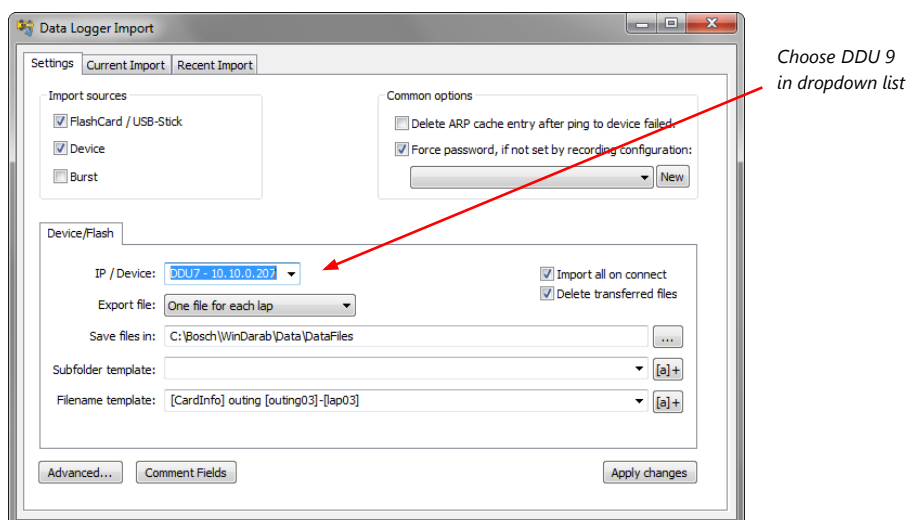 Data Logger Import
Choose DDU 9
in dropdown list
Settings Current Import Recent Import
Import sources
FlashCard / USB-Stick
Device
Burst
Common options
Delete ARP cache entry after ping to device failed.
Force password, if not set by recording configuration:
New
Device/Flash
IP / Device: DDU7 - 10.10.0.207
Import all on connect
Delete transferred files
Export file: One file for each lap
Save files in: C:\Bosch\WinDarab\Data\DataFiles ...
Subfolder template: [a]+
Filename template: [CardInfo] outing [outing03]-[lap03] [a]+
Advanced... Comment Fields Apply changes